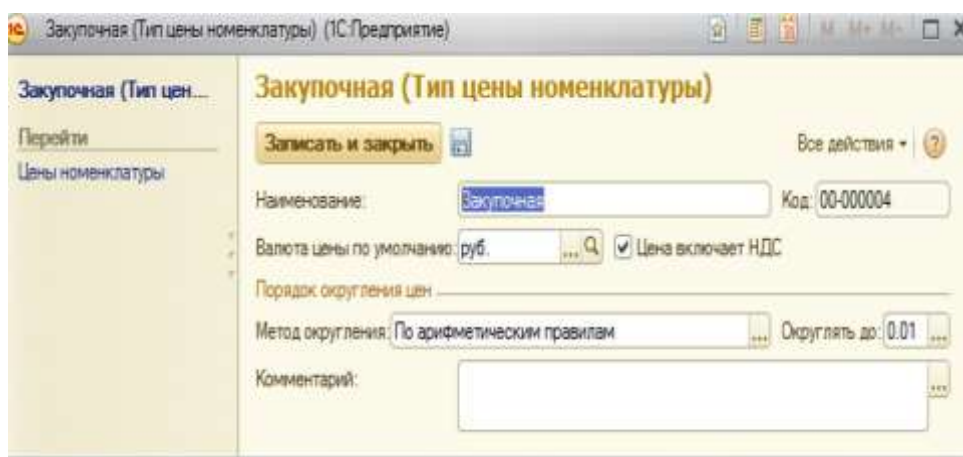 Закупочная (Тип цены номенклатуры) (1С:Предприятие) M M+ M-
Закупочная (Тип цен...
Перейти
Цены номенклатуры
Закупочная (Тип цены номенклатуры)
Записать и закрыть Все действия
Наименование: Закупочная Код: 00-000004
Валюта цены по умолчанию: руб. ... Цена включает НДС
Порядок округления цен
Метод округления: По арифметическим правилам ... Округлять до: 0.01 ...
Комментарий: ...